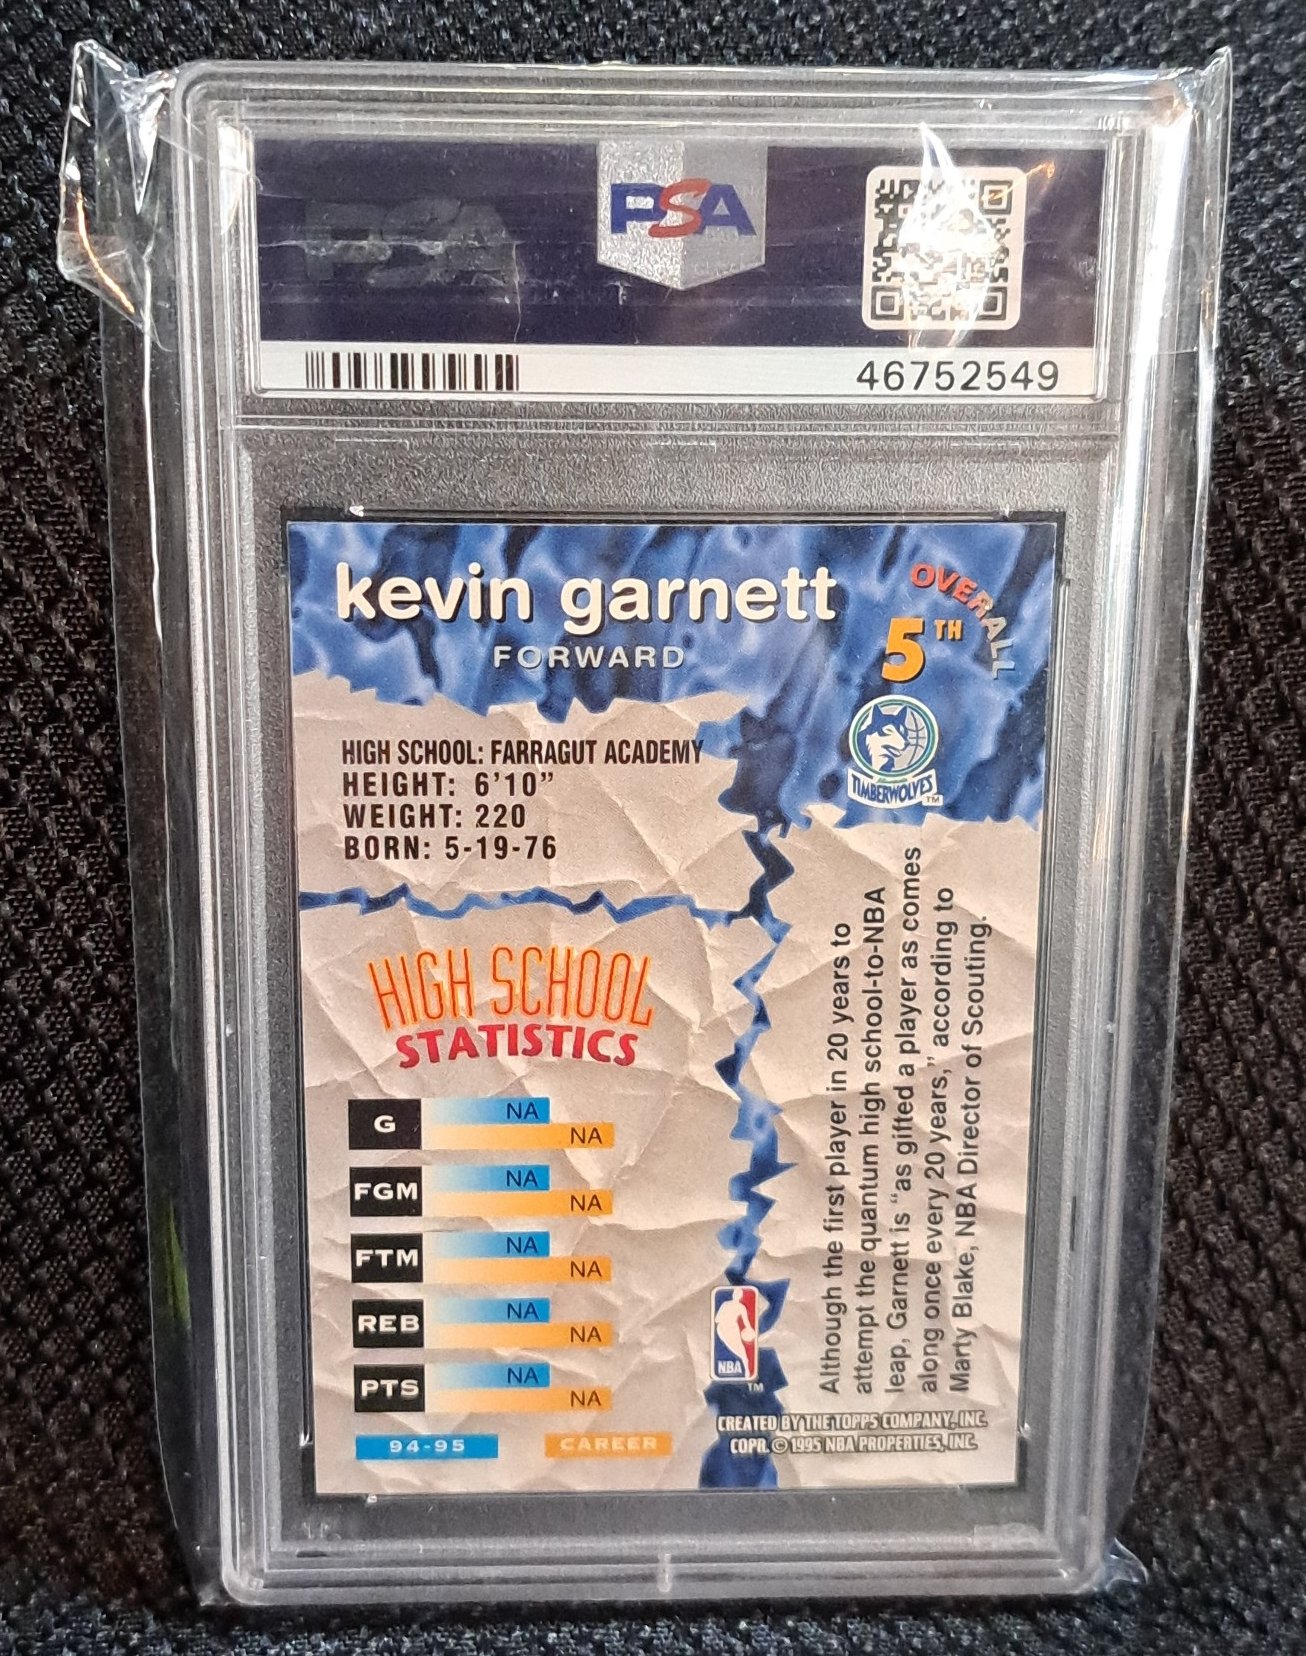 PSA
PSA
46752549
kevin garnett
FORWARD
OVERALL
5TH
TIMBERWOLVES™
HIGH SCHOOL: FARRAGUT ACADEMY
HEIGHT: 6'10"
WEIGHT: 220
BORN: 5-19-76
HIGH SCHOOL
STATISTICS
G NA
NA
FGM NA
NA
FTM NA
NA
REB NA
NA
PTS NA
NA
94-95 CAREER
Although the first player in 20 years to
attempt the quantum high school-to-NBA
leap, Garnett is "as gifted a player as comes
along once every 20 years," according to
Marty Blake, NBA Director of Scouting.
NBA
™
CREATED BY THE TOPPS COMPANY, INC.
COPR. © 1995 NBA PROPERTIES, INC.